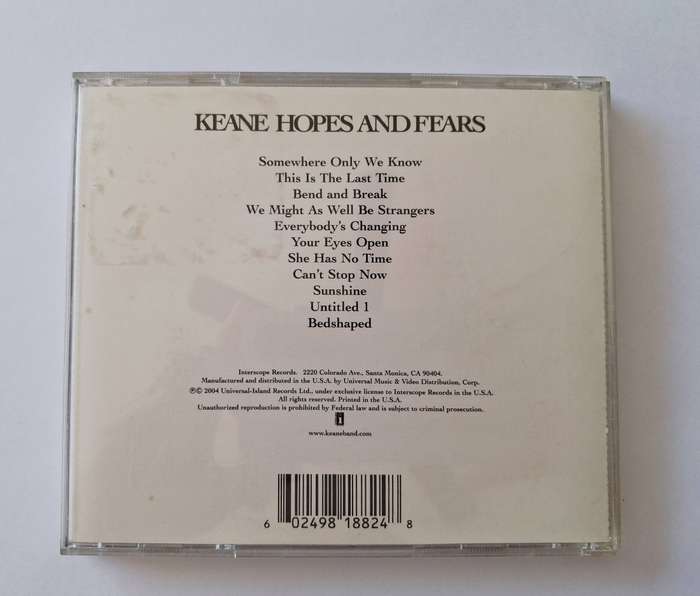 KEANE HOPES AND FEARS
Somewhere Only We Know
This Is The Last Time
Bend and Break
We Might As Well Be Strangers
Everybody's Changing
Your Eyes Open
She Has No Time
Can't Stop Now
Sunshine
Untitled 1
Bedshaped
Interscope Records. 2220 Colorado Ave., Santa Monica, CA 90404.
Manufactured and distributed in the U.S.A. by Universal Music & Video Distribution, Corp.
℗© 2004 Universal-Island Records Ltd., under exclusive license to Interscope Records in the U.S.A.
All rights reserved. Printed in the U.S.A.
Unauthorized reproduction is prohibited by Federal law and is subject to criminal prosecution.
i
www.keaneband.com
6 02498 18824 8